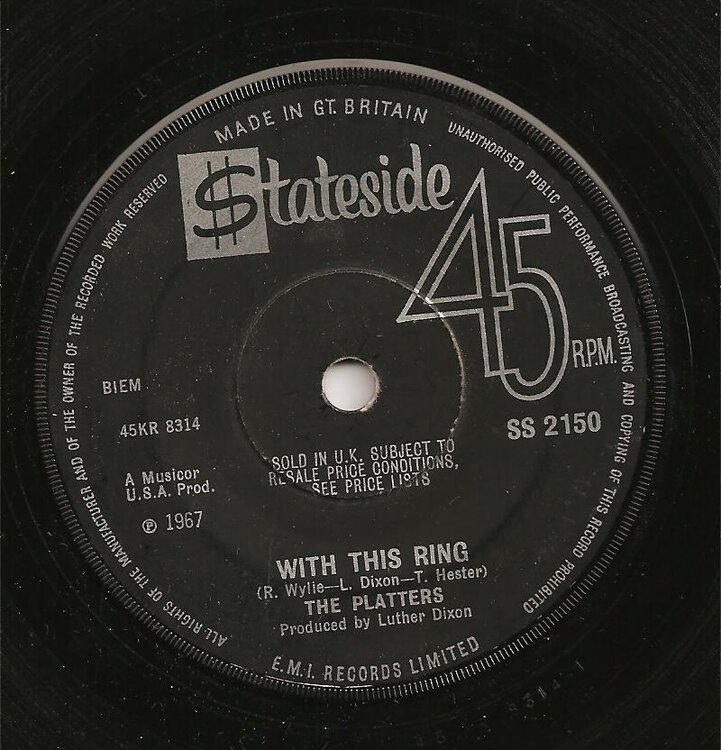 MADE IN GT. BRITAIN
UNAUTHORISED PUBLIC PERFORMANCE BROADCASTING AND COPYING OF THIS RECORD PROHIBITED
ALL RIGHTS OF THE MANUFACTURER AND OF THE OWNER OF THE RECORDED WORK RESERVED
$tateside
45
R.P.M.
BIEM
45KR 8314
SS 2150
A Musicor
U.S.A. Prod.
℗ 1967
SOLD IN U.K. SUBJECT TO
RESALE PRICE CONDITIONS,
SEE PRICE LISTS
WITH THIS RING
(R. Wylie—L. Dixon—T. Hester)
THE PLATTERS
Produced by Luther Dixon
E.M.I. RECORDS LIMITED